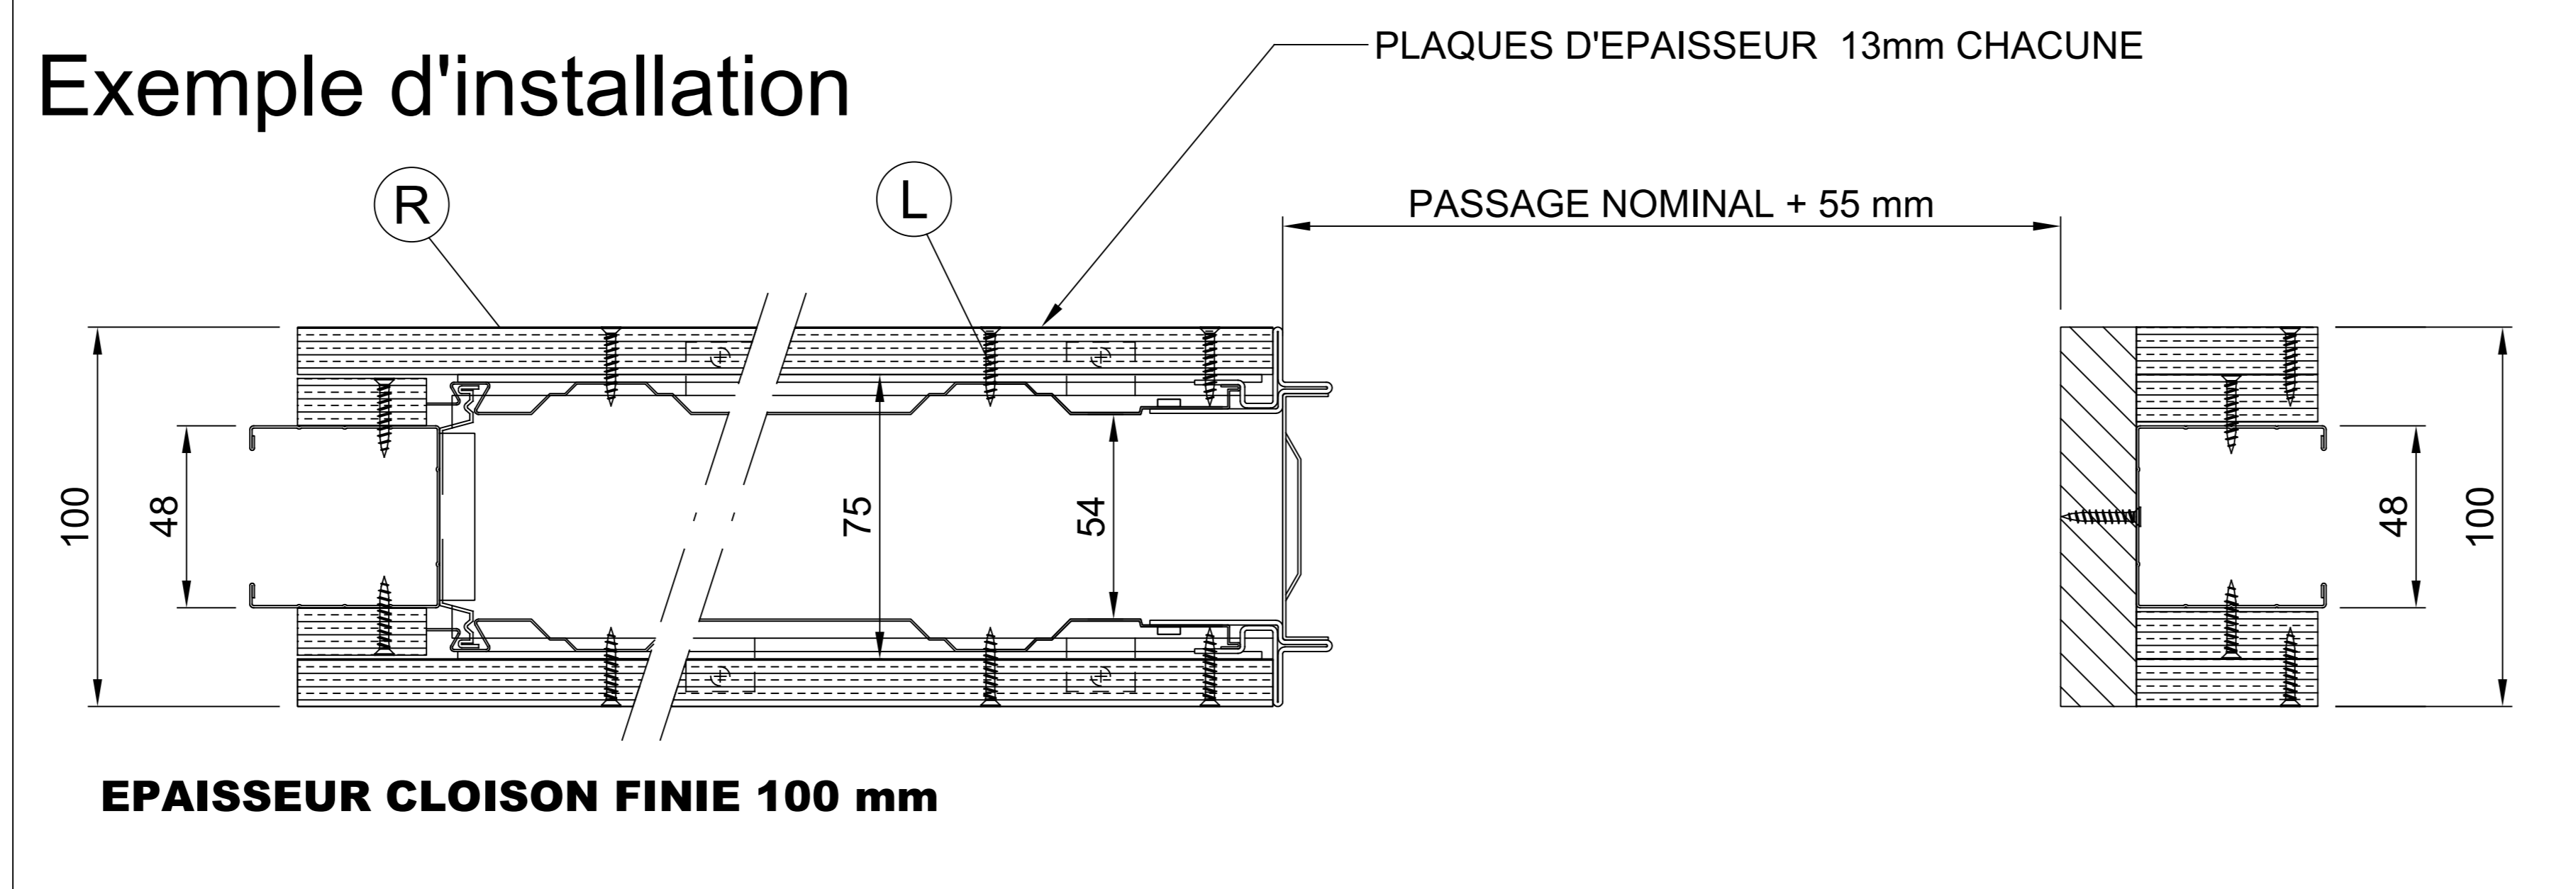 Exemple d'installation
PLAQUES D'EPAISSEUR 13mm CHACUNE
R
L
PASSAGE NOMINAL + 55 mm
100
48
75
54
48
100
EPAISSEUR CLOISON FINIE 100 mm